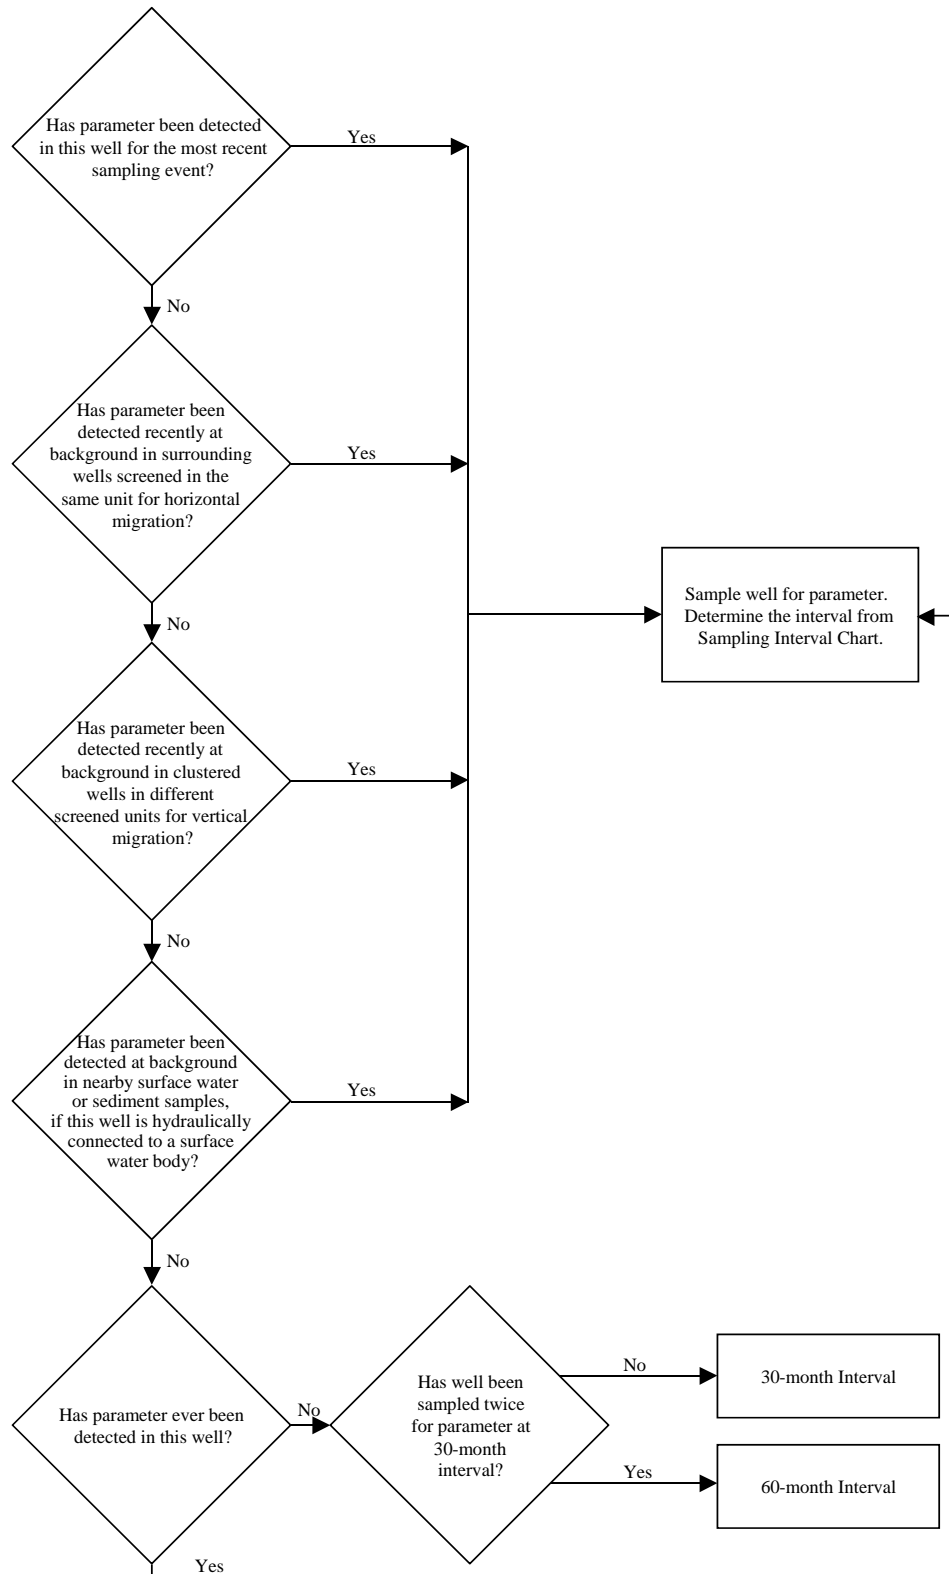 Has parameter been detected
in this well for the most recent
sampling event?
Yes
No
Has parameter been
detected recently at
background in surrounding
wells screened in the
same unit for horizontal
migration?
Yes
Sample well for parameter.
Determine the interval from
Sampling Interval Chart.
No
Has parameter been
detected recently at
background in clustered
wells in different
screened units for vertical
migration?
Yes
No
Has parameter been
detected at background
in nearby surface water
or sediment samples,
if this well is hydraulically
connected to a surface
water body?
Yes
No
Has parameter ever been
detected in this well?
No
Has well been
sampled twice
for parameter at
30-month
interval?
No
30-month Interval
Yes
60-month Interval
Yes